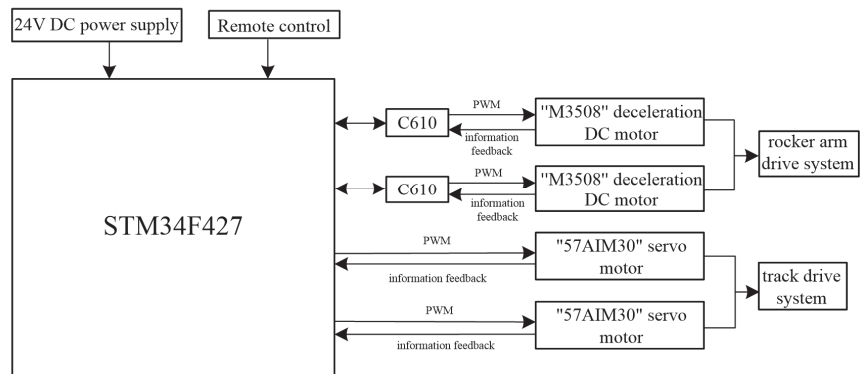 24V DC power supply
Remote control
STM34F427
C610
PWM
information
feedback
"M3508" deceleration
DC motor
rocker arm
drive system
C610
PWM
information
feedback
"M3508" deceleration
DC motor
PWM
information feedback
"57AIM30" servo
motor
track drive
system
PWM
information feedback
"57AIM30" servo
motor